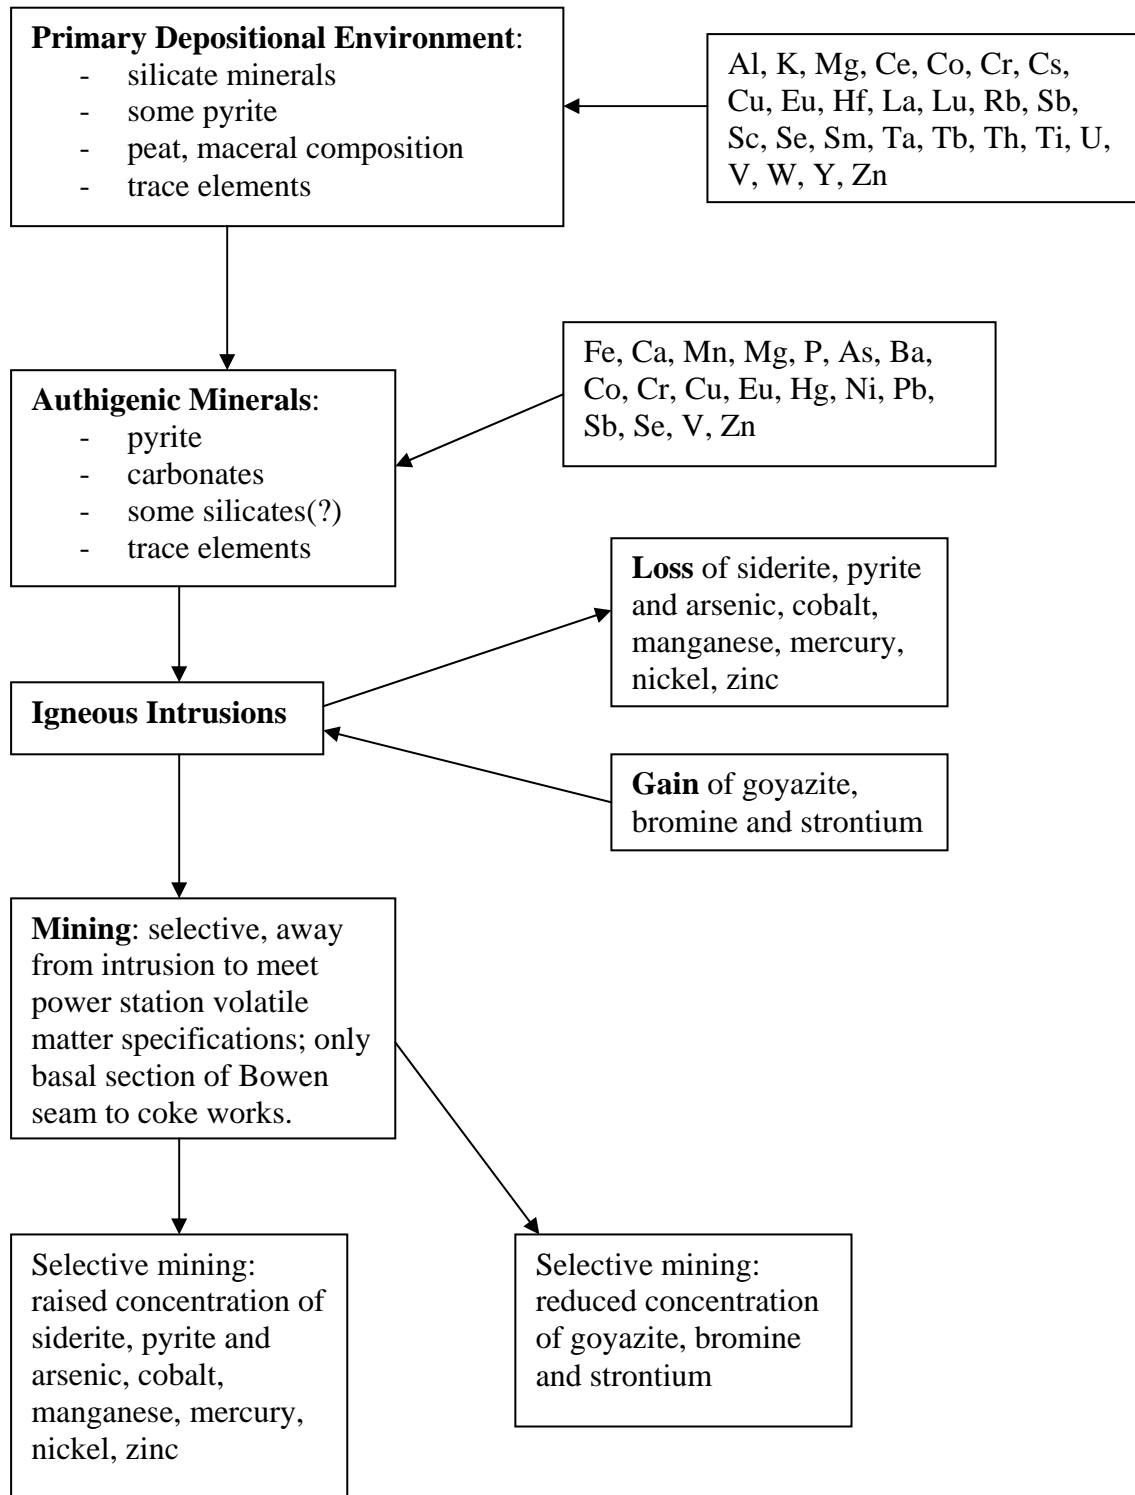 Primary Depositional Environment:
- silicate minerals
- some pyrite
- peat, maceral composition
- trace elements
Al, K, Mg, Ce, Co, Cr, Cs,
Cu, Eu, Hf, La, Lu, Rb, Sb,
Sc, Se, Sm, Ta, Tb, Th, Ti, U,
V, W, Y, Zn
Authigenic Minerals:
- pyrite
- carbonates
- some silicates(?)
- trace elements
Fe, Ca, Mn, Mg, P, As, Ba,
Co, Cr, Cu, Eu, Hg, Ni, Pb,
Sb, Se, V, Zn
Loss of siderite, pyrite
and arsenic, cobalt,
manganese, mercury,
nickel, zinc
Igneous Intrusions
Gain of goyazite,
bromine and strontium
Mining: selective, away
from intrusion to meet
power station volatile
matter specifications; only
basal section of Bowen
seam to coke works.
Selective mining:
raised concentration of
siderite, pyrite and
arsenic, cobalt,
manganese, mercury,
nickel, zinc
Selective mining:
reduced concentration
of goyazite, bromine
and strontium